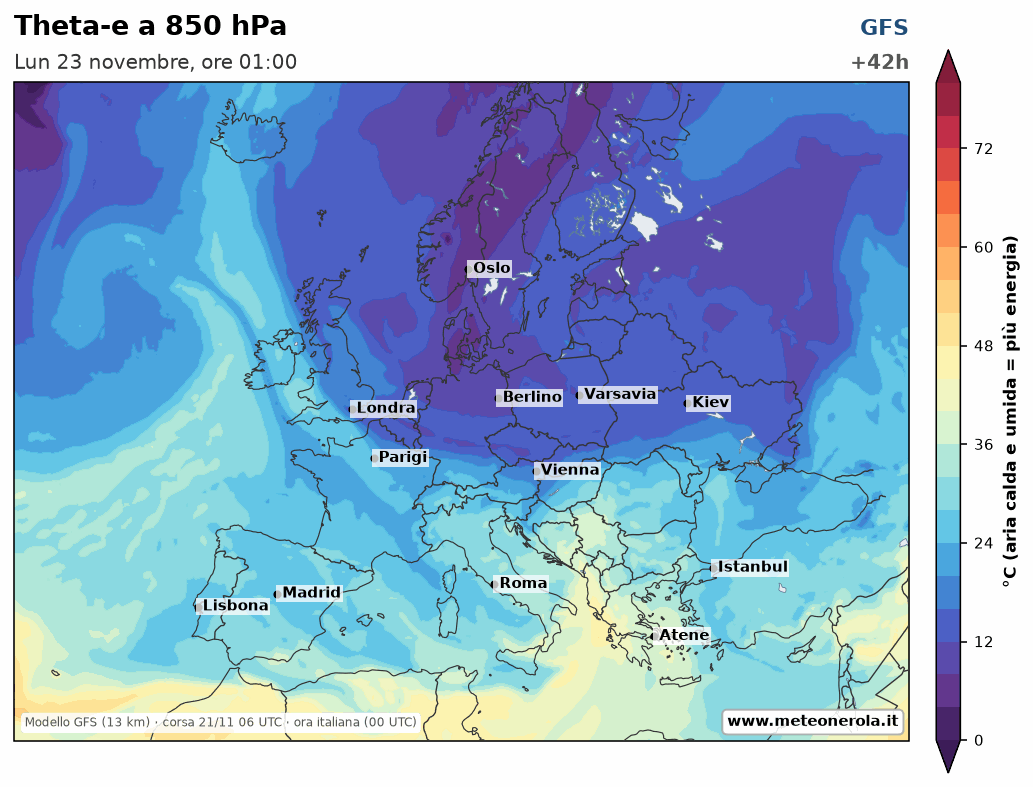 Theta-e a 850 hPa
GFS
Lun 23 novembre, ore 01:00
+42h
72
60
48
36
24
12
0
°C (aria calda e umida = più energia)
Oslo
Berlino
Varsavia
Kiev
Londra
Parigi
Vienna
Istanbul
Roma
Madrid
Lisbona
Atene
Modello GFS (13 km) · corsa 21/11 06 UTC · ora italiana (00 UTC)
www.meteonerola.it